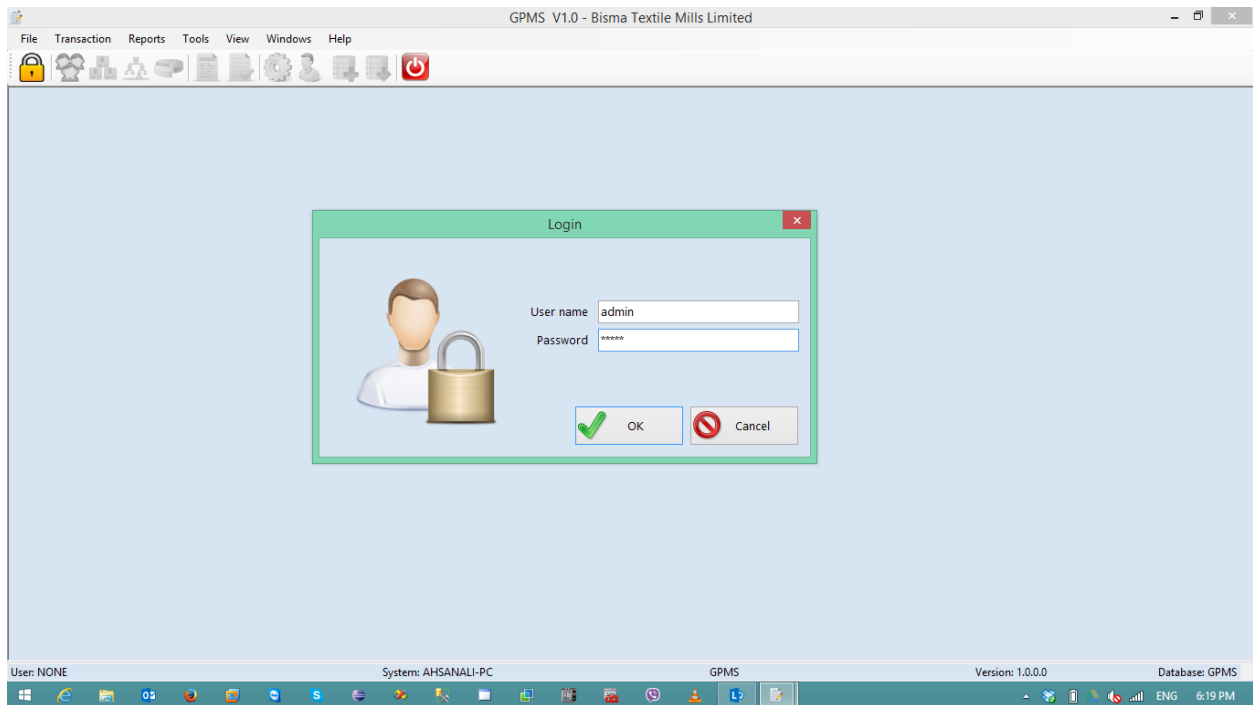 GPMS V1.0 - Bisma Textile Mills Limited
File Transaction Reports Tools View Windows Help
Login
User name admin
Password *****
OK Cancel
User: NONE System: AHSANALI-PC GPMS Version: 1.0.0.0 Database: GPMS
ENG 6:19 PM